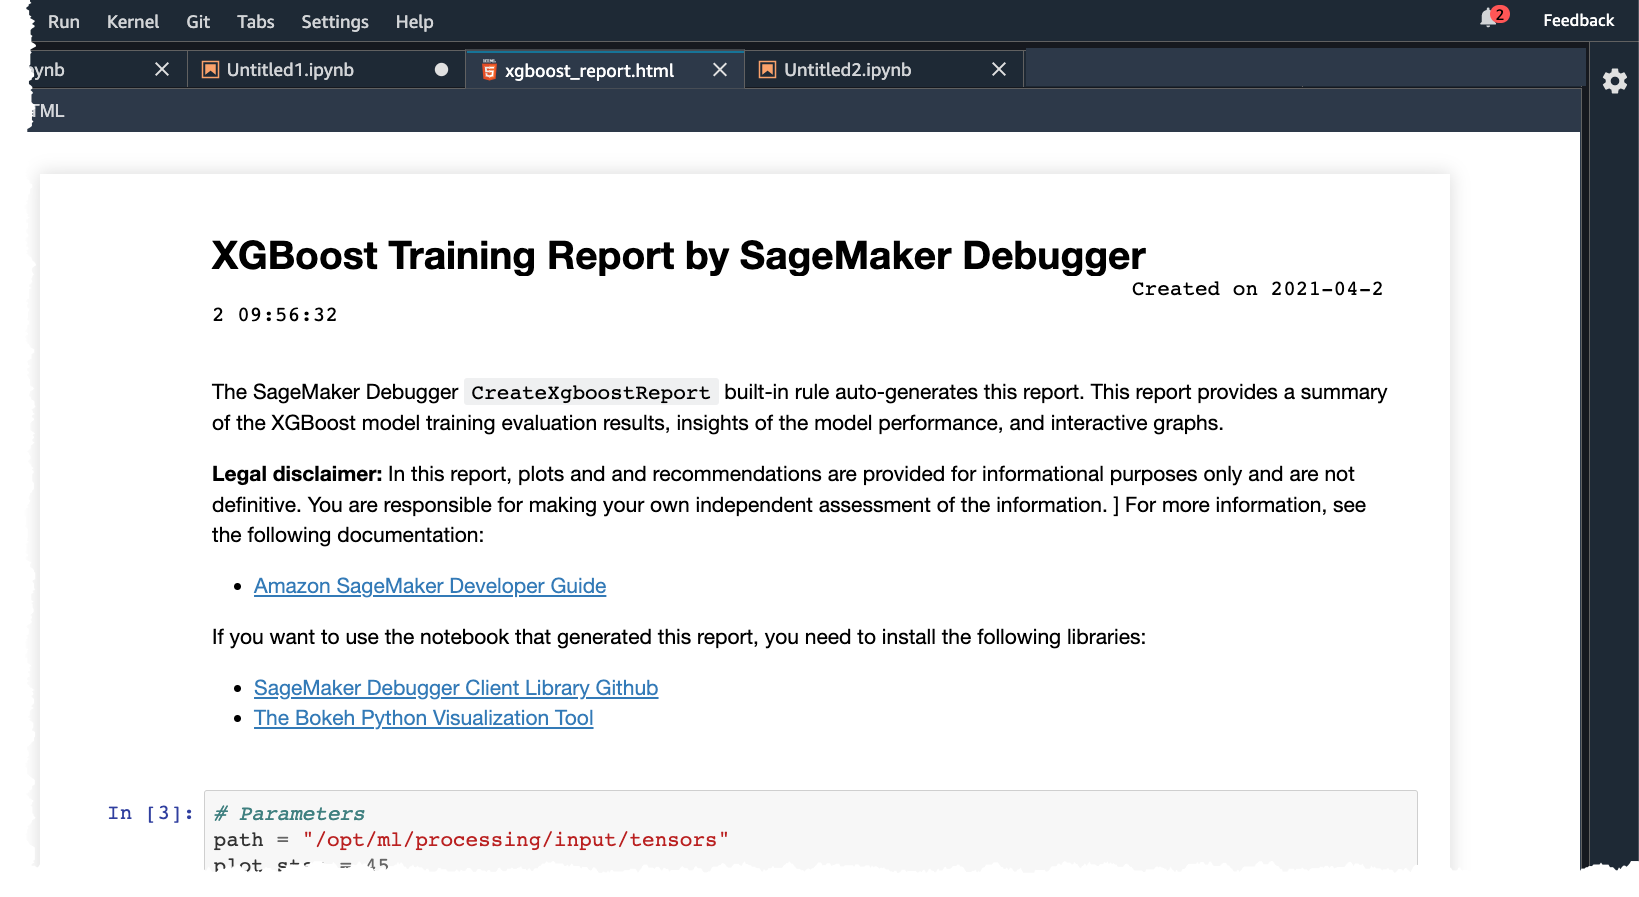 Run Kernel Git Tabs Settings Help 2 Feedback
ynb Untitled1.ipynb xgboost_report.html Untitled2.ipynb
TML
XGBoost Training Report by SageMaker Debugger
Created on 2021-04-2
2 09:56:32
The SageMaker Debugger CreateXgboostReport built-in rule auto-generates this report. This report provides a summary
of the XGBoost model training evaluation results, insights of the model performance, and interactive graphs.
Legal disclaimer: In this report, plots and and recommendations are provided for informational purposes only and are not
definitive. You are responsible for making your own independent assessment of the information. ] For more information, see
the following documentation:
• Amazon SageMaker Developer Guide
If you want to use the notebook that generated this report, you need to install the following libraries:
• SageMaker Debugger Client Library Github
• The Bokeh Python Visualization Tool
In [3]: # Parameters
path = "/opt/ml/processing/input/tensors"
plot_step = 45